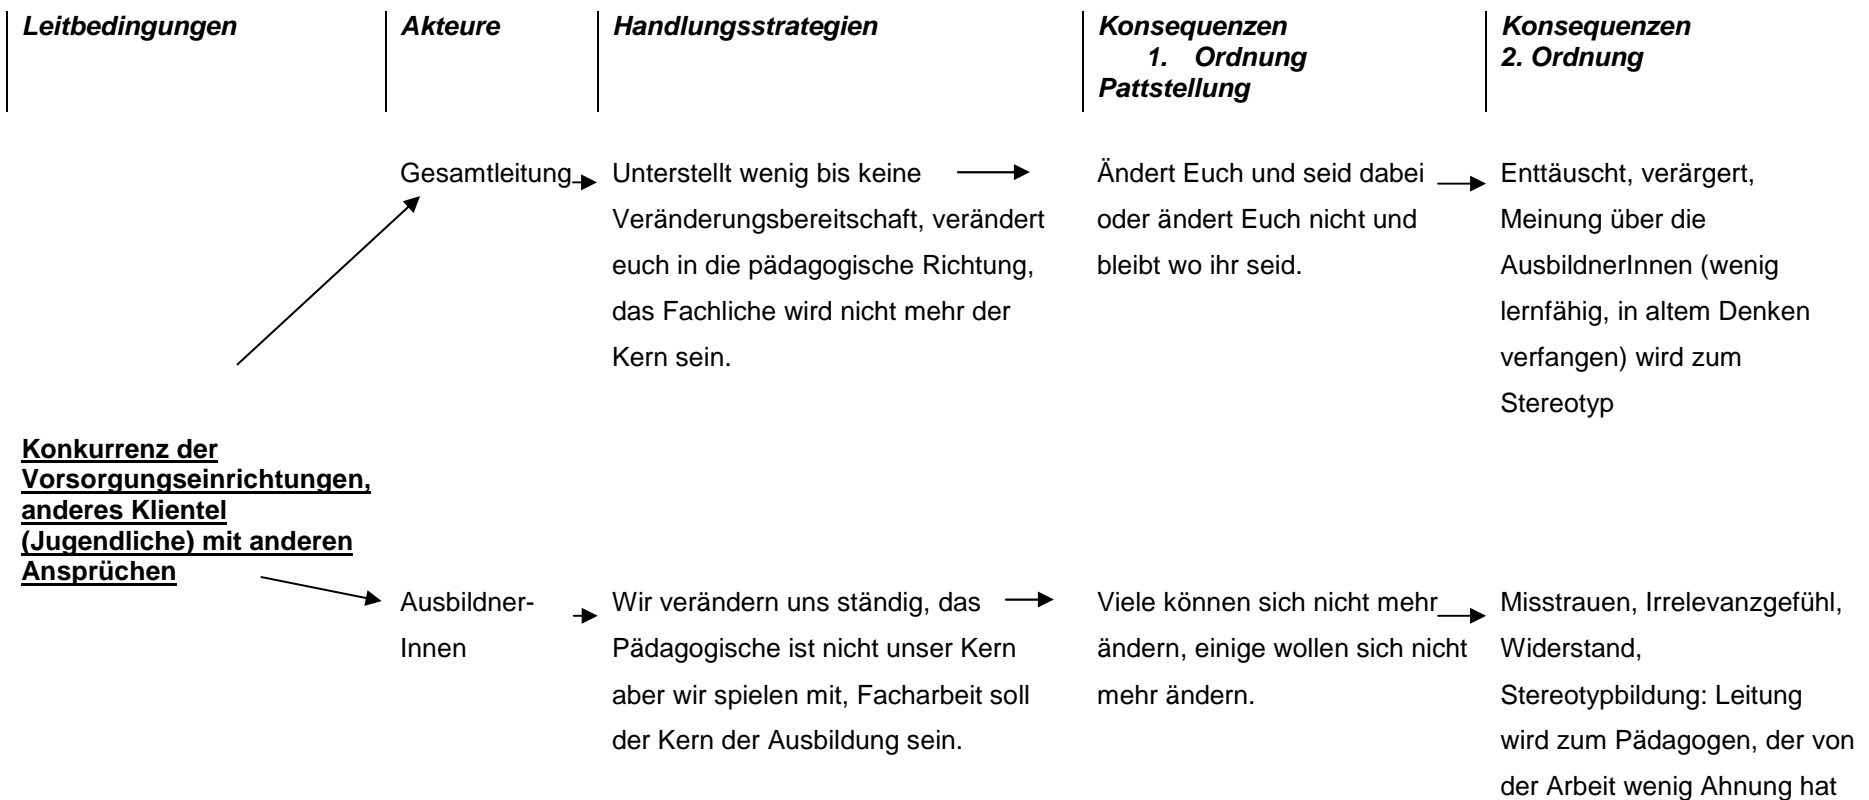 Leitbedingungen
Akteure
Handlungsstrategien
Konsequenzen
1. Ordnung
Pattstellung
Konsequenzen
2. Ordnung
Gesamtleitung
Unterstellt wenig bis keine
Veränderungsbereitschaft, verändert
euch in die pädagogische Richtung,
das Fachliche wird nicht mehr der
Kern sein.
Ändert Euch und seid dabei
oder ändert Euch nicht und
bleibt wo ihr seid.
Enttäuscht, verärgert,
Meinung über die
AusbildnerInnen (wenig
lernfähig, in altem Denken
verfangen) wird zum
Stereotyp
Konkurrenz der
Vorsorgungseinrichtungen,
anderes Klientel
(Jugendliche) mit anderen
Ansprüchen
Ausbildner-
Innen
Wir verändern uns ständig, das
Pädagogische ist nicht unser Kern
aber wir spielen mit, Facharbeit soll
der Kern der Ausbildung sein.
Viele können sich nicht mehr
ändern, einige wollen sich nicht
mehr ändern.
Misstrauen, Irrelevanzgefühl,
Widerstand,
Stereotypbildung: Leitung
wird zum Pädagogen, der von
der Arbeit wenig Ahnung hat